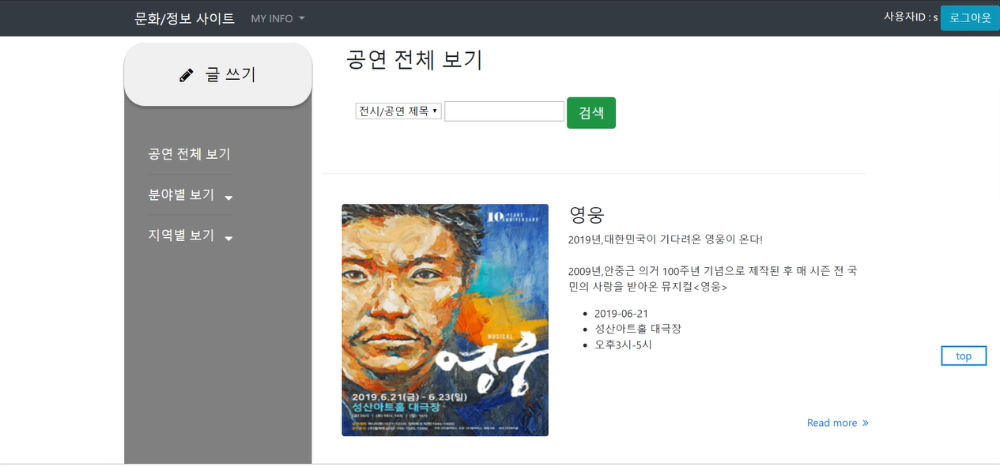 문화/정보 사이트 MY INFO 사용자ID : s 로그아웃
글 쓰기
공연 전체 보기
분야별 보기
지역별 보기
공연 전체 보기
전시/공연 제목 검색
10 YEARS ANNIVERSARY
MUSICAL
영웅
2019.6.21(금) - 6.23(일)
성산아트홀 대극장
영웅
2019년,대한민국이 기다려온 영웅이 온다!
2009년,안중근 의거 100주년 기념으로 제작된 후 매 시즌 전 국
민의 사랑을 받아온 뮤지컬<영웅>
2019-06-21
성산아트홀 대극장
오후3시-5시
top
Read more »